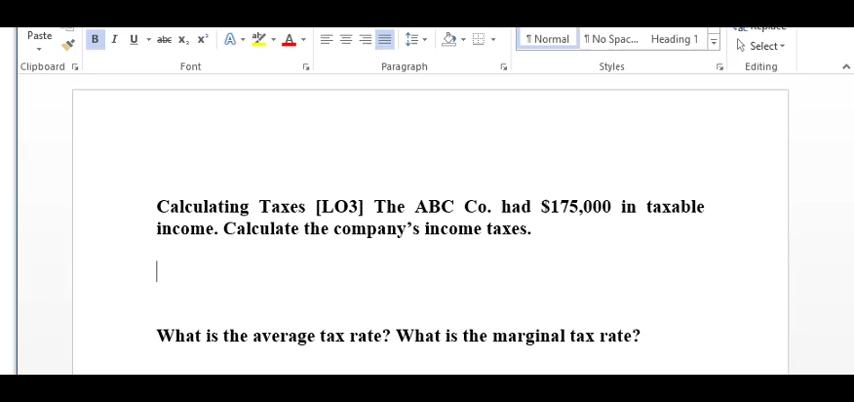 Paste
B I U abc x₂ x² A aby A
¶ Normal ¶ No Spac... Heading 1
Select
Clipboard Font Paragraph Styles Editing
Calculating Taxes [LO3] The ABC Co. had $175,000 in taxable
income. Calculate the company's income taxes.
What is the average tax rate? What is the marginal tax rate?